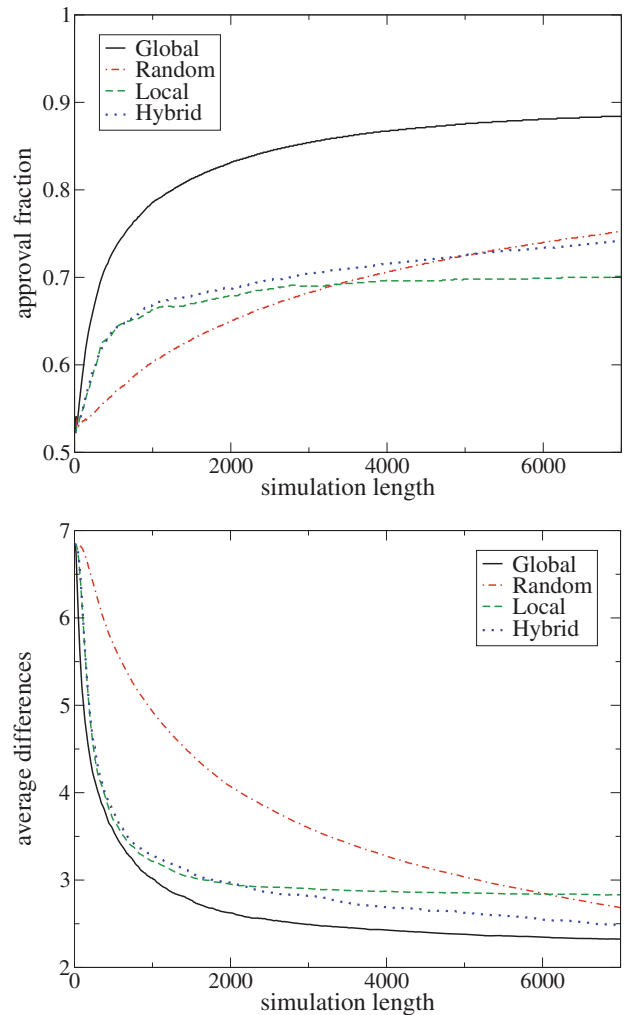 1
Global
Random
Local
Hybrid
0.9
0.8
0.7
0.6
0.5
approval fraction
0 2000 4000 6000
simulation length
7
Global
Random
Local
Hybrid
6
5
4
3
2
average differences
0 2000 4000 6000
simulation length